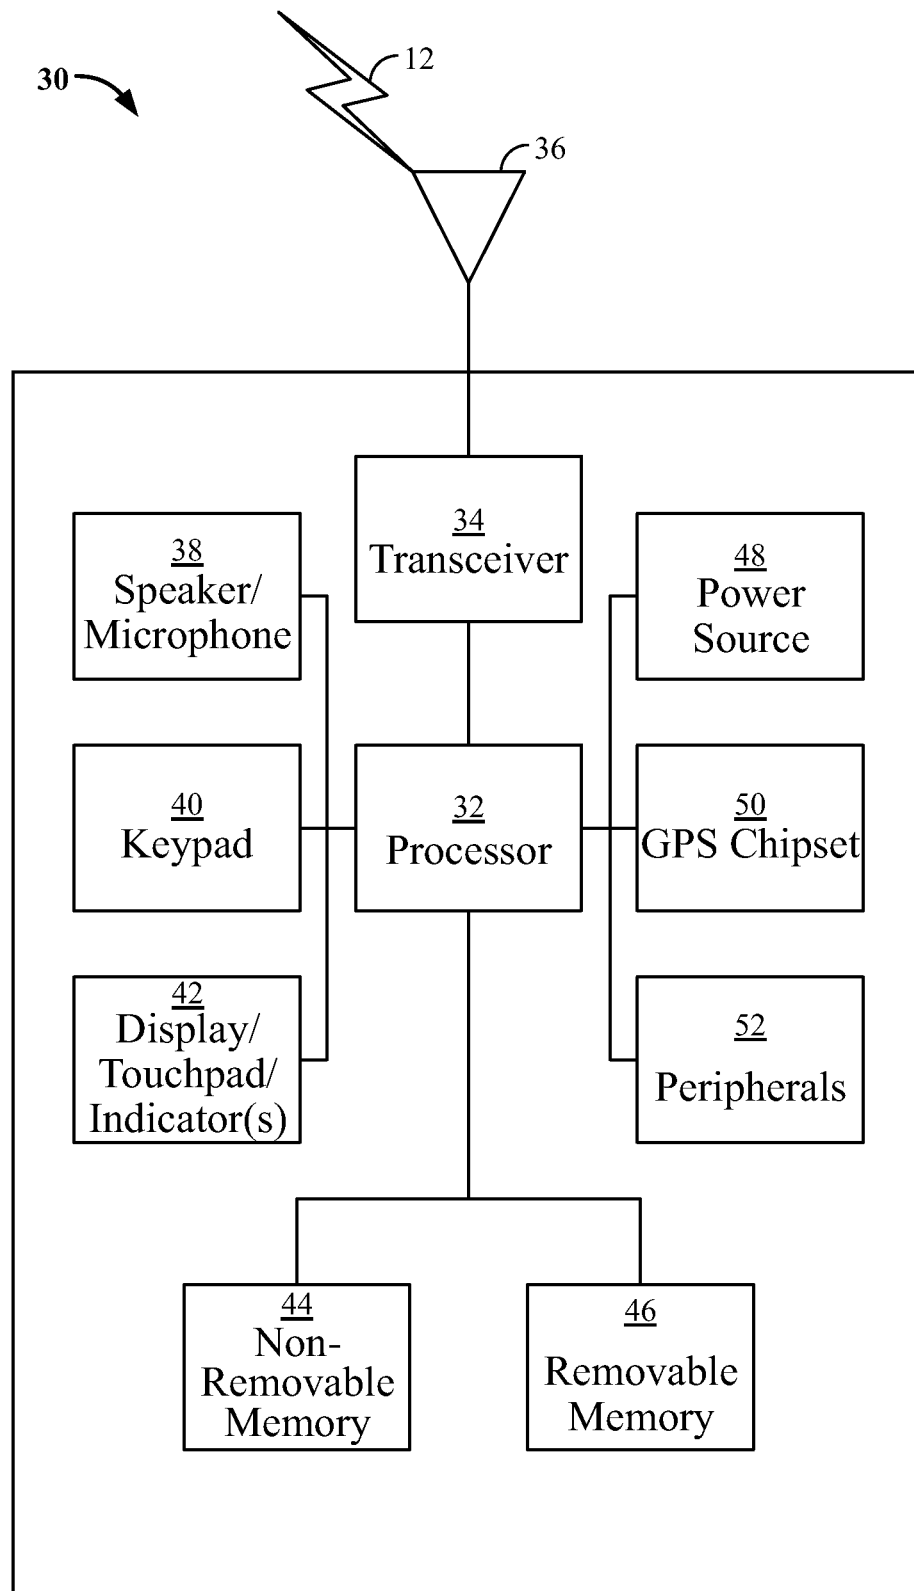 12
30
36
34
Transceiver
38
Speaker/
Microphone
48
Power
Source
40
Keypad
32
Processor
50
GPS Chipset
42
Display/
Touchpad/
Indicator(s)
52
Peripherals
44
Non-
Removable
Memory
46
Removable
Memory